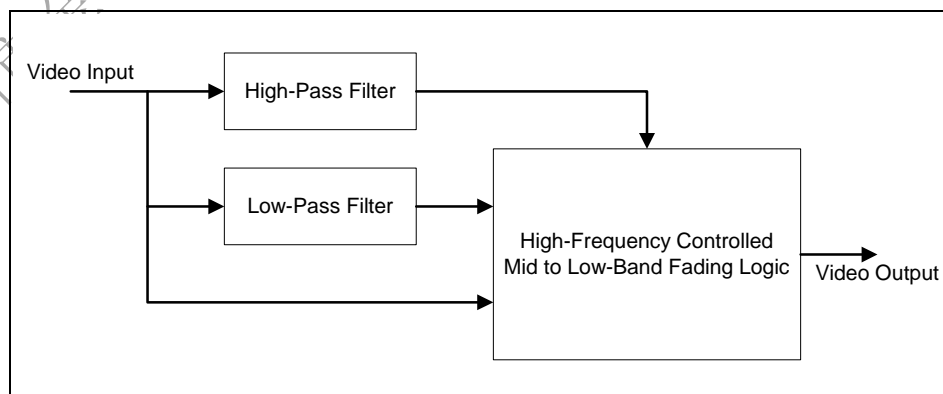 Video Input
High-Pass Filter
Low-Pass Filter
High-Frequency Controlled
Mid to Low-Band Fading Logic
Video Output